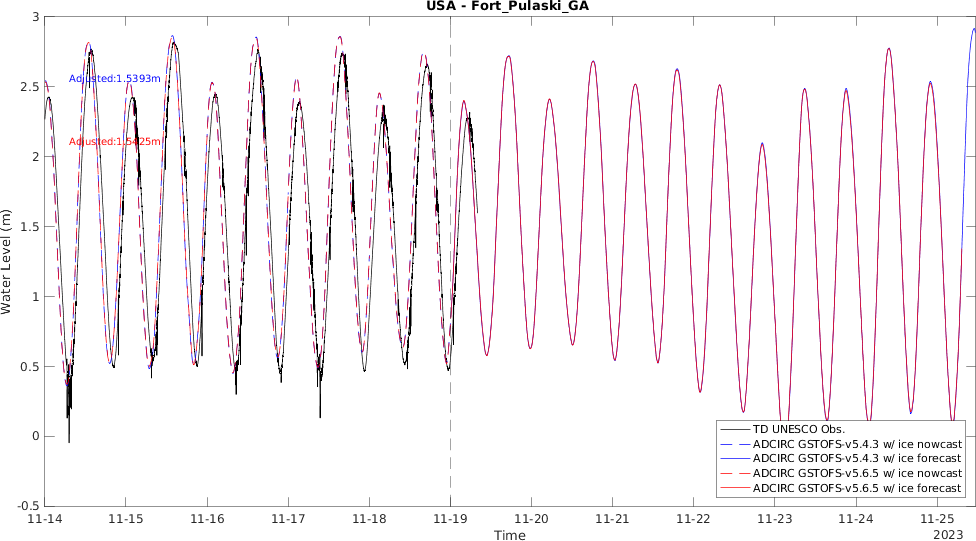 USA - Fort_Pulaski_GA
3
2.5
2
1.5
1
0.5
0
-0.5
Water Level (m)
Adjusted:1.5393m
Adjusted:1.5425m
TD UNESCO Obs.
ADCIRC GSTOFS-v5.4.3 w/ ice nowcast
ADCIRC GSTOFS-v5.4.3 w/ ice forecast
ADCIRC GSTOFS-v5.6.5 w/ ice nowcast
ADCIRC GSTOFS-v5.6.5 w/ ice forecast
11-14 11-15 11-16 11-17 11-18 11-19 11-20 11-21 11-22 11-23 11-24 11-25
Time
2023